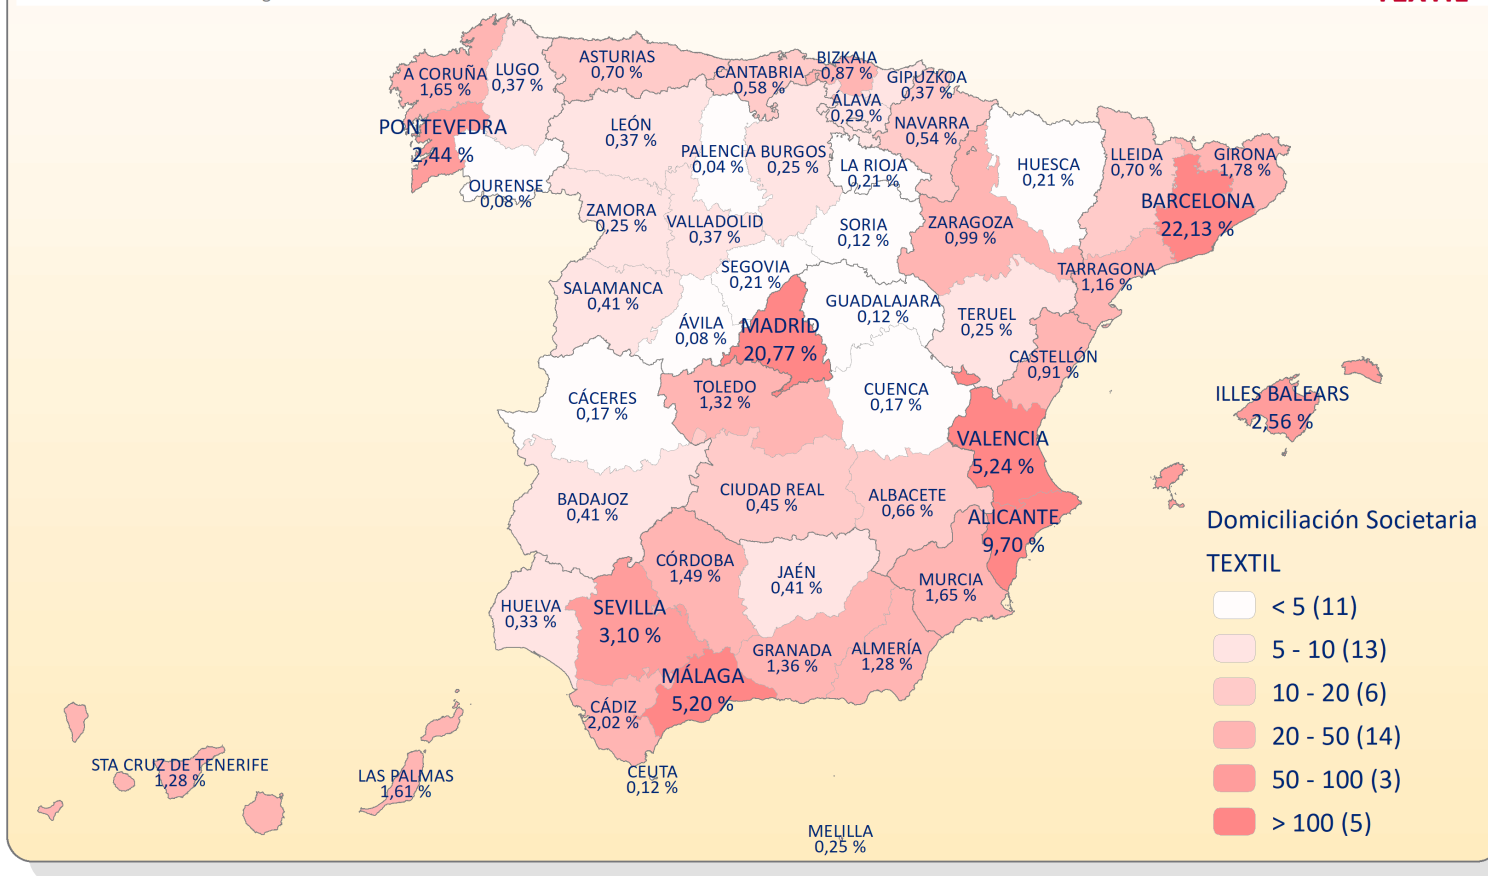 A CORUÑA
1,65 %
LUGO
0,37 %
ASTURIAS
0,70 %
CANTABRIA
0,58 %
BIZKAIA
0,87 %
GIPUZKOA
0,37 %
ÁLAVA
0,29 %
NAVARRA
0,54 %
PONTEVEDRA
2,44 %
OURENSE
0,08 %
LEÓN
0,37 %
PALENCIA
0,04 %
BURGOS
0,25 %
LA RIOJA
0,21 %
HUESCA
0,21 %
LLEIDA
0,70 %
GIRONA
1,78 %
BARCELONA
22,13 %
ZAMORA
0,25 %
VALLADOLID
0,37 %
SORIA
0,12 %
ZARAGOZA
0,99 %
TARRAGONA
1,16 %
SEGOVIA
0,21 %
SALAMANCA
0,41 %
ÁVILA
0,08 %
MADRID
20,77 %
GUADALAJARA
0,12 %
TERUEL
0,25 %
CASTELLÓN
0,91 %
CÁCERES
0,17 %
TOLEDO
1,32 %
CUENCA
0,17 %
VALENCIA
5,24 %
ILLES BALEARS
2,56 %
BADAJOZ
0,41 %
CIUDAD REAL
0,45 %
ALBACETE
0,66 %
ALICANTE
9,70 %
CÓRDOBA
1,49 %
JAÉN
0,41 %
MURCIA
1,65 %
HUELVA
0,33 %
SEVILLA
3,10 %
GRANADA
1,36 %
ALMERÍA
1,28 %
MÁLAGA
5,20 %
CÁDIZ
2,02 %
STA CRUZ DE TENERIFE
1,28 %
LAS PALMAS
1,61 %
CEUTA
0,12 %
MELILLA
0,25 %
Domiciliación Societaria
TEXTIL
< 5 (11)
5 - 10 (13)
10 - 20 (6)
20 - 50 (14)
50 - 100 (3)
> 100 (5)